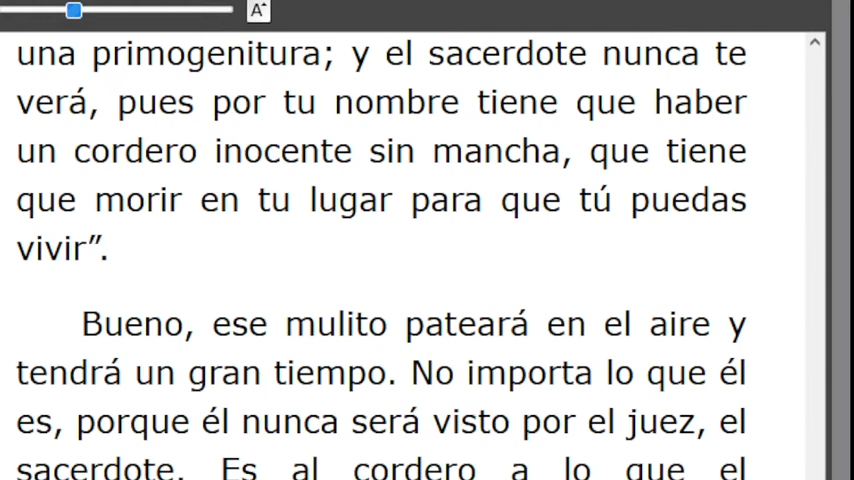 A
una primogenitura; y el sacerdote nunca te
verá, pues por tu nombre tiene que haber
un cordero inocente sin mancha, que tiene
que morir en tu lugar para que tú puedas
vivir”.
Bueno, ese mulito pateará en el aire y
tendrá un gran tiempo. No importa lo que él
es, porque él nunca será visto por el juez, el
sacerdote. Es al cordero a lo que el